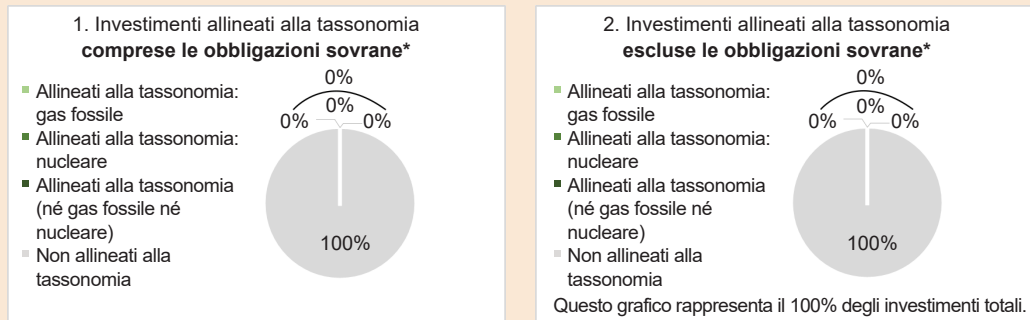 1. Investimenti allineati alla tassonomia
comprese le obbligazioni sovrane*
Allineati alla tassonomia:
gas fossile
Allineati alla tassonomia:
nucleare
Allineati alla tassonomia
(né gas fossile né
nucleare)
Non allineati alla
tassonomia
0%
0%
0%
0%
100%
2. Investimenti allineati alla tassonomia
escluse le obbligazioni sovrane*
Allineati alla tassonomia:
gas fossile
Allineati alla tassonomia:
nucleare
Allineati alla tassonomia
(né gas fossile né
nucleare)
Non allineati alla
tassonomia
0%
0%
0%
0%
100%
Questo grafico rappresenta il 100% degli investimenti totali.